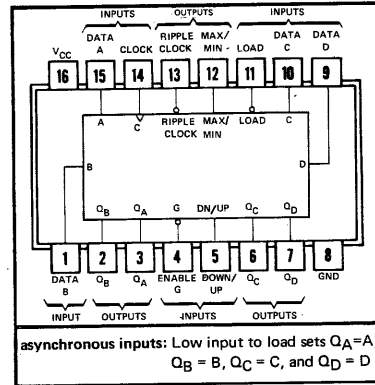 INPUTS OUTPUTS INPUTS
DATA RIPPLE MAX/ DATA DATA
VCC A CLOCK CLOCK MIN LOAD C D
16 15 14 13 12 11 10 9
A C RIPPLE MAX/ LOAD C
CLOCK MIN
B D
QB QA G DN/UP QC QD
1 2 3 4 5 6 7 8
DATA QB QA ENABLE DOWN/ QC QD GND
B G UP
INPUT OUTPUTS INPUTS OUTPUTS
asynchronous inputs: Low input to load sets QA=A
QB = B, QC = C, and QD = D